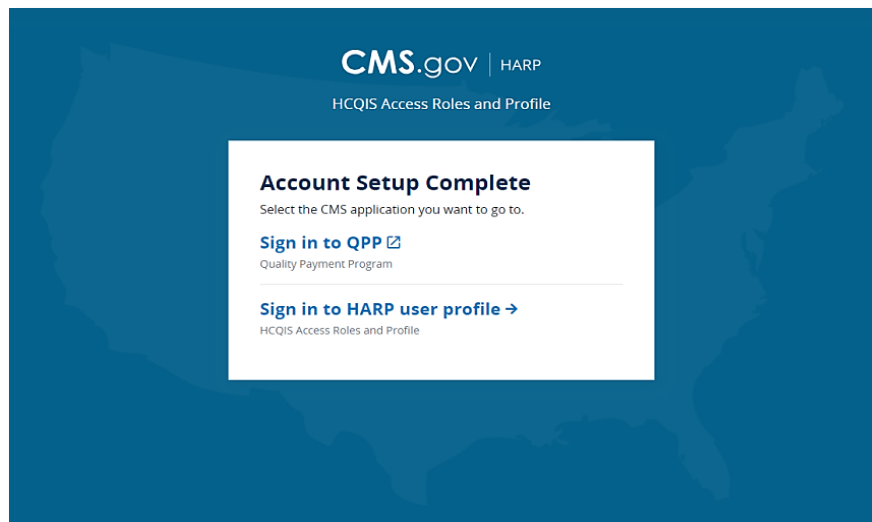 CMS.gov | HARP
HCQIS Access Roles and Profile
Account Setup Complete
Select the CMS application you want to go to.
Sign in to QPP
Quality Payment Program
Sign in to HARP user profile →
HCQIS Access Roles and Profile